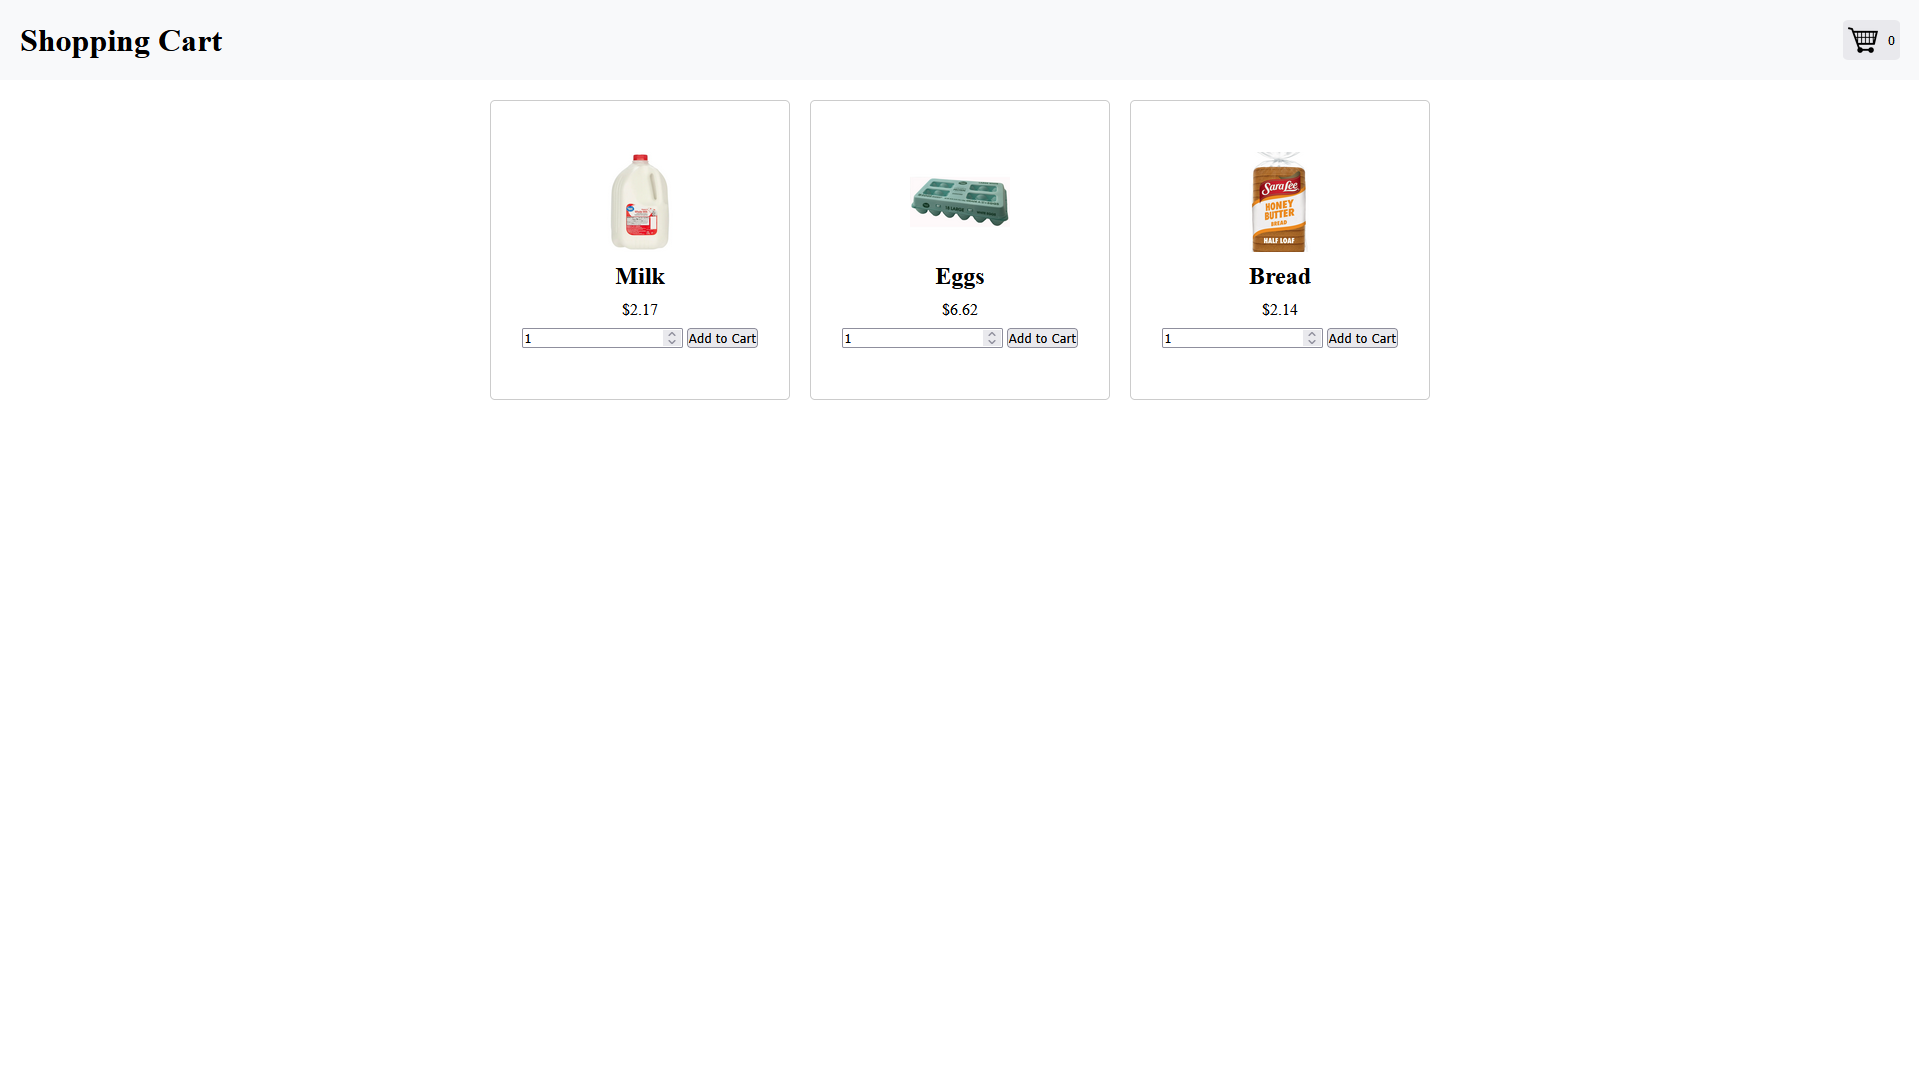 Shopping Cart
0
Sara Lee
HONEY
BUTTER
BREAD
HALF LOAF
Milk
Eggs
Bread
$2.17
$6.62
$2.14
1
Add to Cart
1
Add to Cart
1
Add to Cart